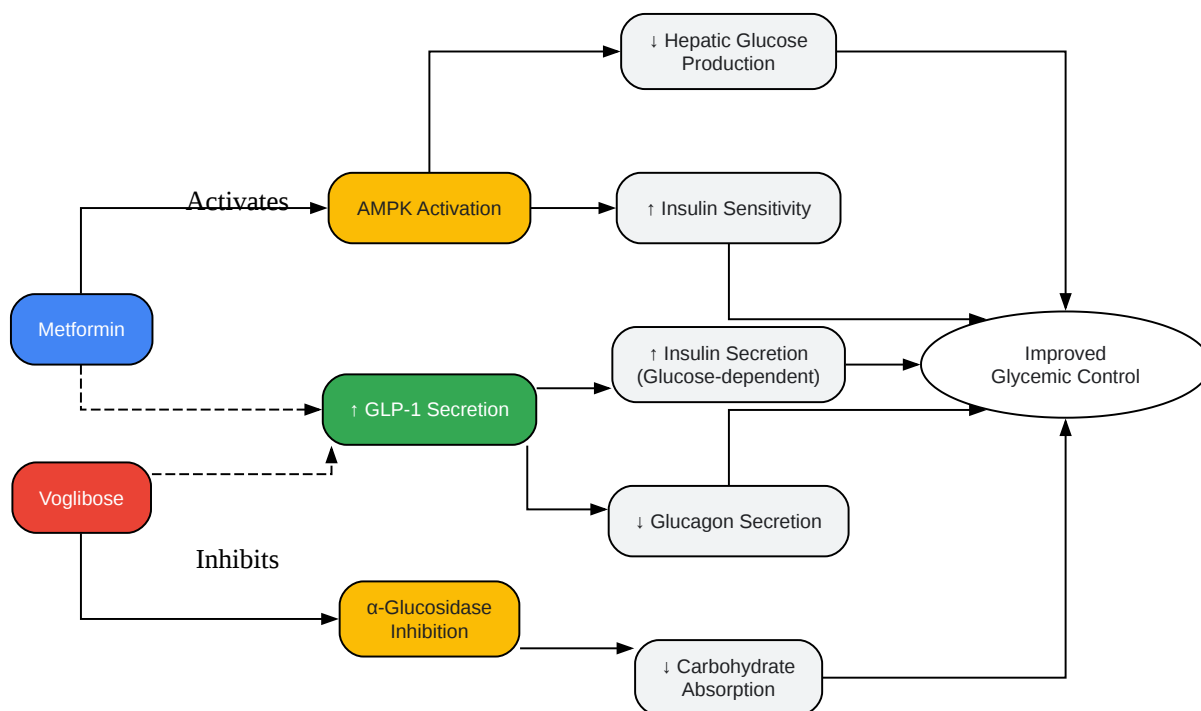 ↓ Hepatic Glucose
Production
Activates
AMPK Activation
↑ Insulin Sensitivity
Metformin
↑ Insulin Secretion
(Glucose-dependent)
Improved
Glycemic Control
↑ GLP-1 Secretion
Voglibose
↓ Glucagon Secretion
Inhibits
α-Glucosidase
Inhibition
↓ Carbohydrate
Absorption